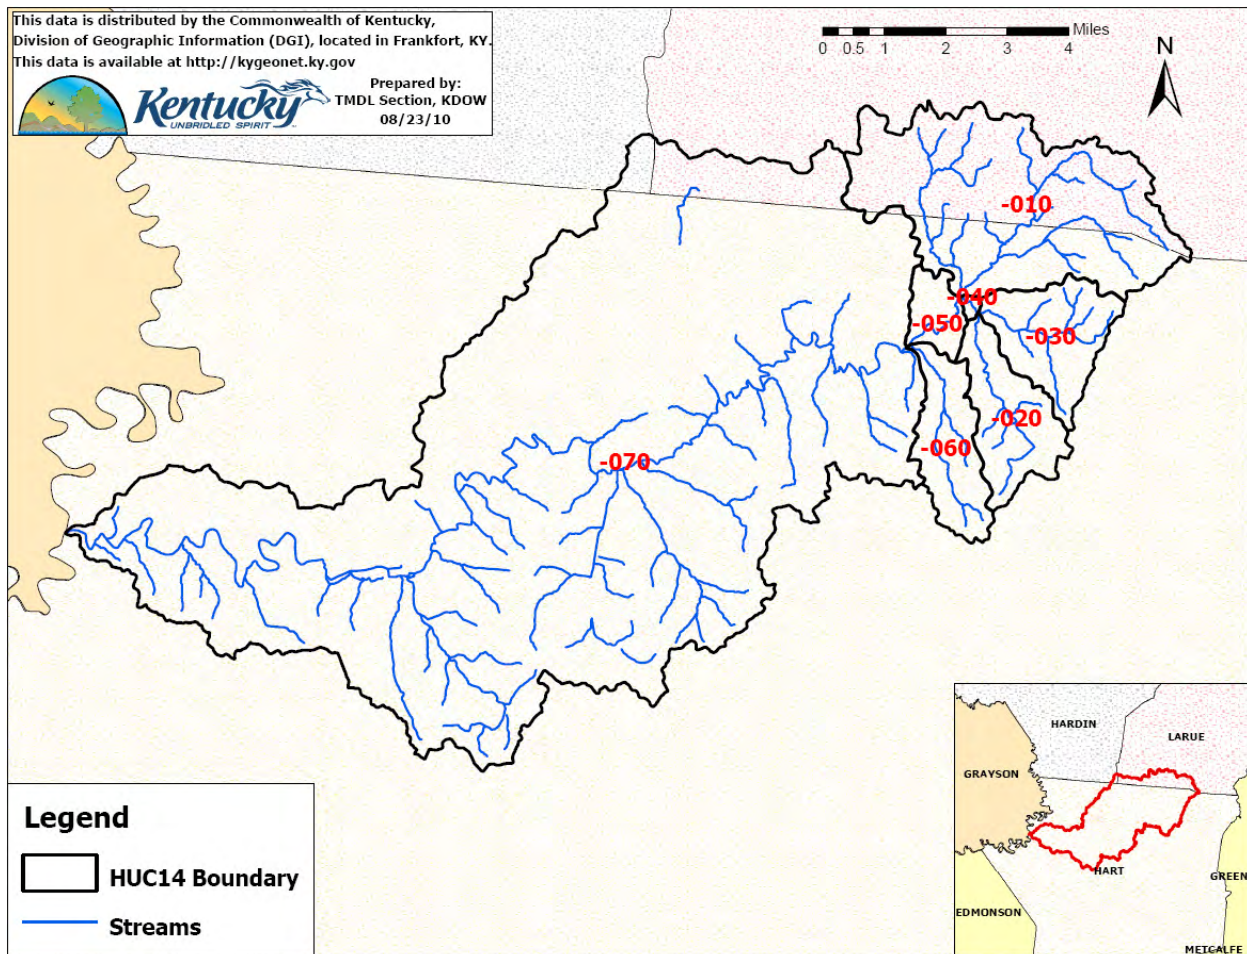 This data is distributed by the Commonwealth of Kentucky,
Division of Geographic Information (DGI), located in Frankfort, KY.
This data is available at http://kygeonet.ky.gov
Kentucky
UNBRIDLED SPIRIT
Prepared by:
TMDL Section, KDOW
08/23/10
Miles
0 0.5 1 2 3 4
N
-010
-040
-050
-030
-020
-060
-070
Legend
HUC14 Boundary
Streams
HARDIN
LARUE
GRAYSON
HART
GREEN
EDMONSON
METCALFE